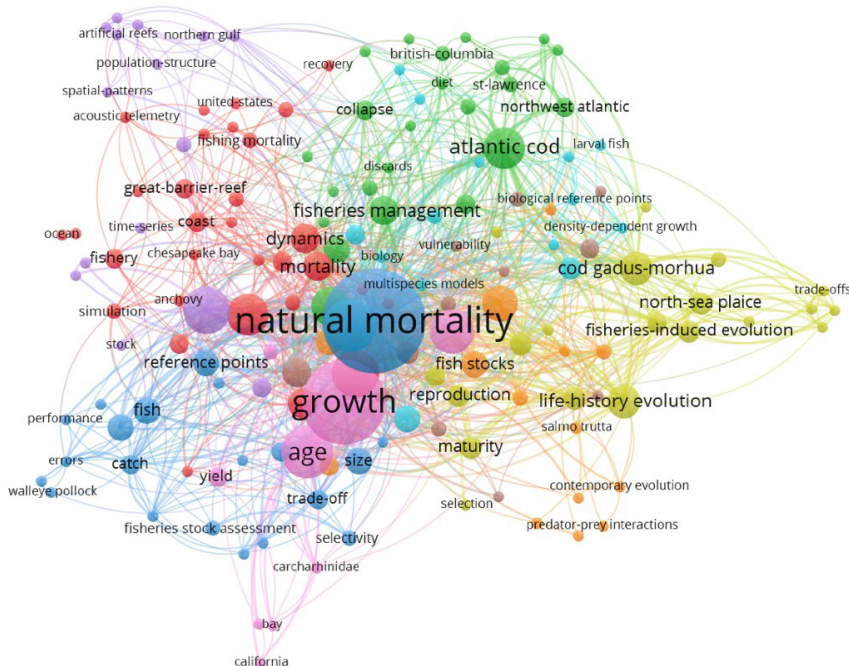 artificial reefs
northern gulf
population-structure
spatial-patterns
acoustic telemetry
united-states
recovery
british-columbia
diet
st-lawrence
northwest atlantic
collapse
fishing mortality
atlantic cod
larval fish
discards
great-barrier-reef
biological reference points
time-series
coast
fisheries management
density-dependent growth
ocean
dynamics
chesapeake bay
biology
vulnerability
fishery
mortality
cod gadus-morhua
multispecies models
trade-offs
anchovy
north-sea plaice
simulation
natural mortality
fisheries-induced evolution
stock
reference points
fish stocks
performance
fish
growth
reproduction
life-history evolution
salmo trutta
errors
catch
age
size
maturity
walleye pollock
yield
contemporary evolution
trade-off
selection
fisheries stock assessment
predator-prey interactions
selectivity
carcharhinidae
bay
california